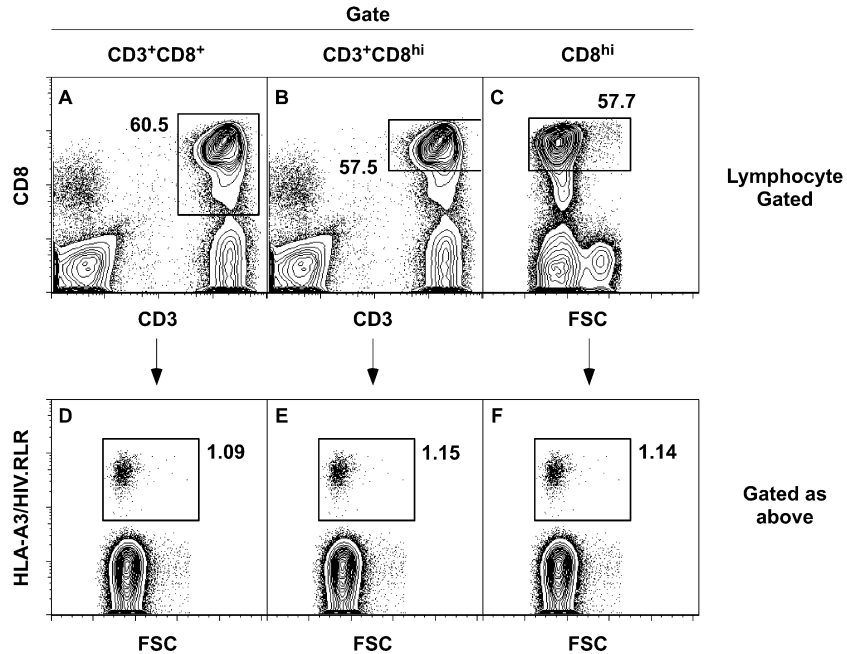 Gate
CD3+CD8+
CD3+CD8hi
CD8hi
A
60.5
B
57.5
C
57.7
CD8
Lymphocyte
Gated
CD3
CD3
FSC
D
1.09
E
1.15
F
1.14
HLA-A3/HIV.RLR
Gated as
above
FSC
FSC
FSC